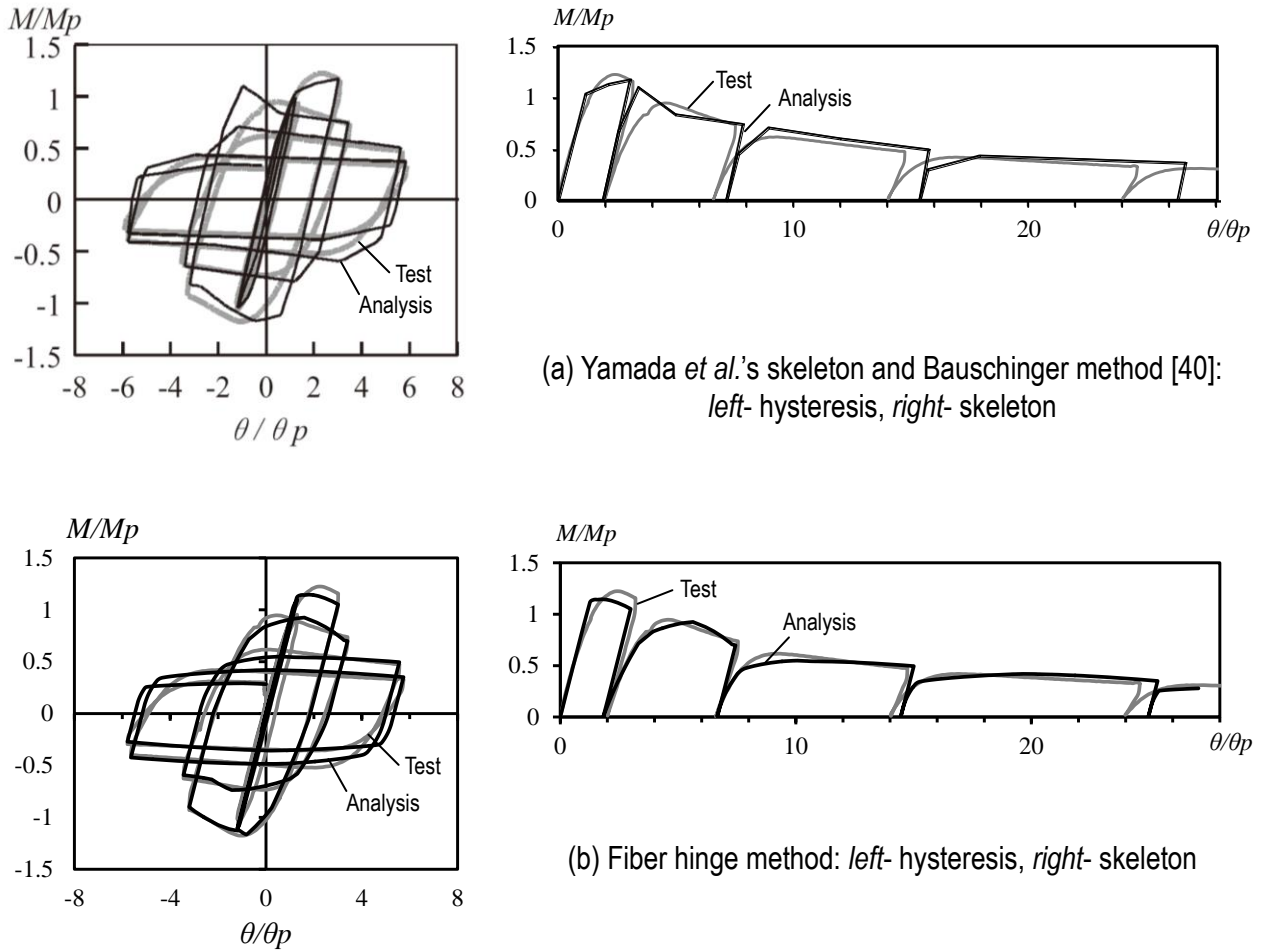 M/Mp
1.5
1
0.5
0
-0.5
-1
-1.5
-8 -6 -4 -2 0 2 4 6 8
θ / θ p
Test
Analysis
M/Mp
1.5
1
0.5
0
0 10 20 θ/θp
Test
Analysis
(a) Yamada et al.'s skeleton and Bauschinger method [40]:
left- hysteresis, right- skeleton
M/Mp
1.5
1
0.5
0
-0.5
-1
-1.5
-8 -4 0 4 8
θ/θp
Test
Analysis
M/Mp
1.5
1
0.5
0
0 10 20 θ/θp
Test
Analysis
(b) Fiber hinge method: left- hysteresis, right- skeleton